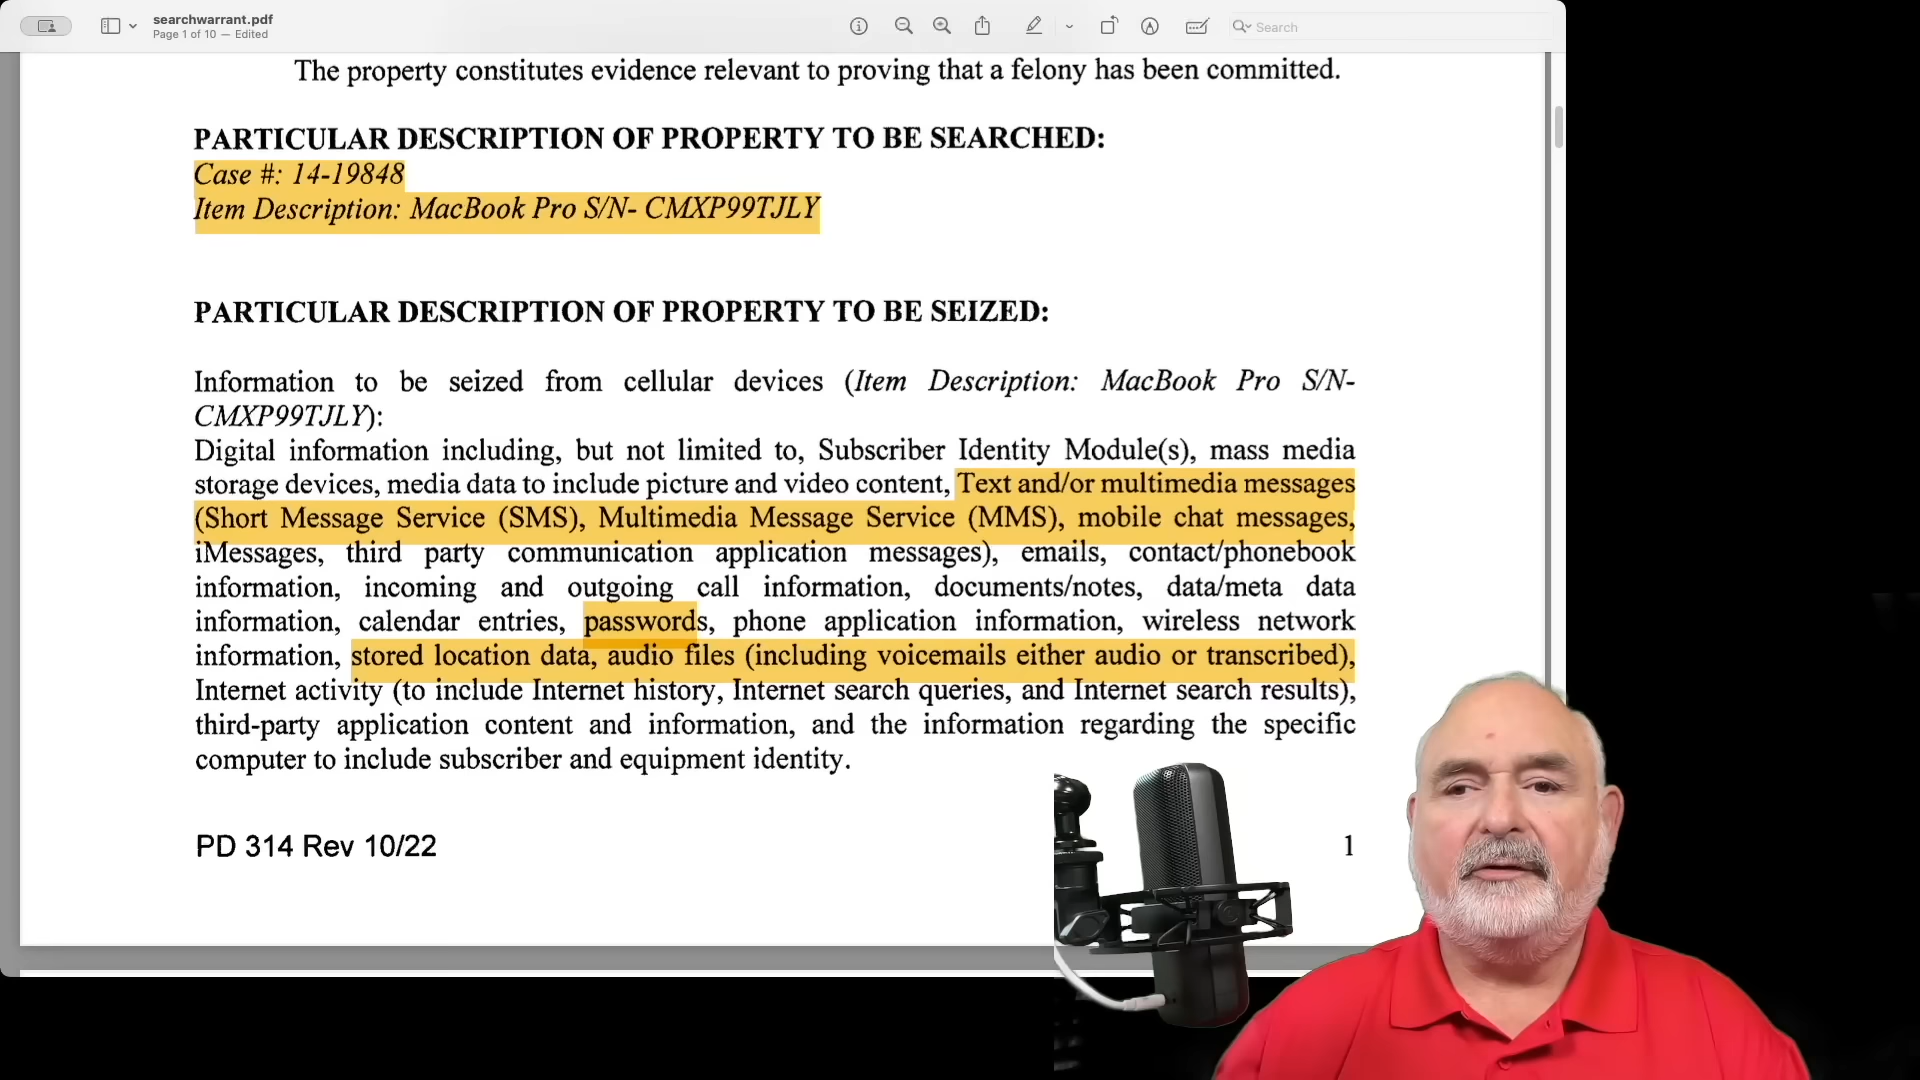 searchwarrant.pdf
Page 1 of 10 — Edited
Search
The property constitutes evidence relevant to proving that a felony has been committed.
PARTICULAR DESCRIPTION OF PROPERTY TO BE SEARCHED:
Case #: 14-19848
Item Description: MacBook Pro S/N- CMXP99TJLY
PARTICULAR DESCRIPTION OF PROPERTY TO BE SEIZED:
Information to be seized from cellular devices (Item Description: MacBook Pro S/N-
CMXP99TJLY):
Digital information including, but not limited to, Subscriber Identity Module(s), mass media
storage devices, media data to include picture and video content, Text and/or multimedia messages
(Short Message Service (SMS), Multimedia Message Service (MMS), mobile chat messages,
iMessages, third party communication application messages), emails, contact/phonebook
information, incoming and outgoing call information, documents/notes, data/meta data
information, calendar entries, passwords, phone application information, wireless network
information, stored location data, audio files (including voicemails either audio or transcribed),
Internet activity (to include Internet history, Internet search queries, and Internet search results),
third-party application content and information, and the information regarding the specific
computer to include subscriber and equipment identity.
PD 314 Rev 10/22
1